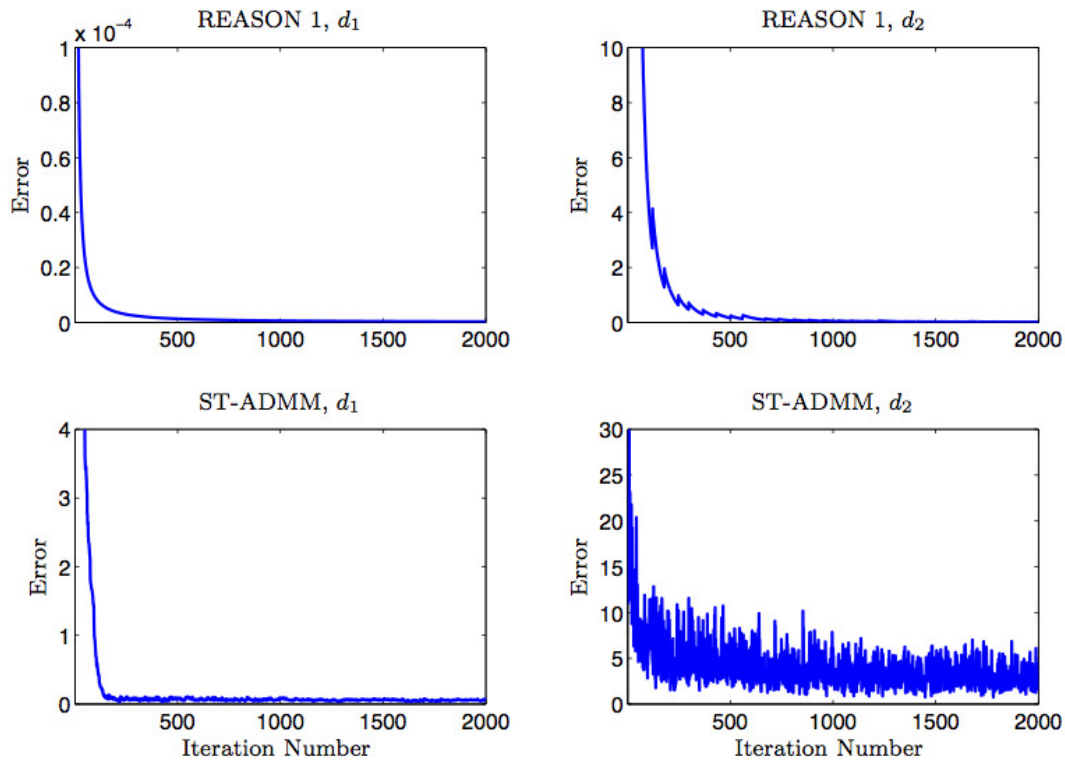 REASON 1, d₁
x 10⁻⁴
1
0.8
0.6
0.4
0.2
0
Error
500 1000 1500 2000
REASON 1, d₂
10
8
6
4
2
0
Error
500 1000 1500 2000
ST-ADMM, d₁
4
3
2
1
0
Error
500 1000 1500 2000
Iteration Number
ST-ADMM, d₂
30
25
20
15
10
5
0
Error
500 1000 1500 2000
Iteration Number